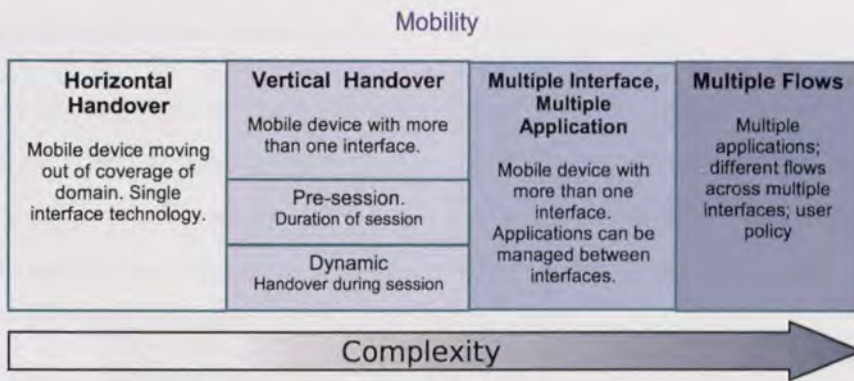 Mobility
Horizontal
Handover
Mobile device moving
out of coverage of
domain. Single
interface technology.
Vertical Handover
Mobile device with more
than one interface.
Pre-session.
Duration of session
Dynamic
Handover during session
Multiple Interface,
Multiple
Application
Mobile device with
more than one
interface.
Applications can be
managed between
interfaces.
Multiple Flows
Multiple
applications;
different flows
across multiple
interfaces; user
policy
Complexity